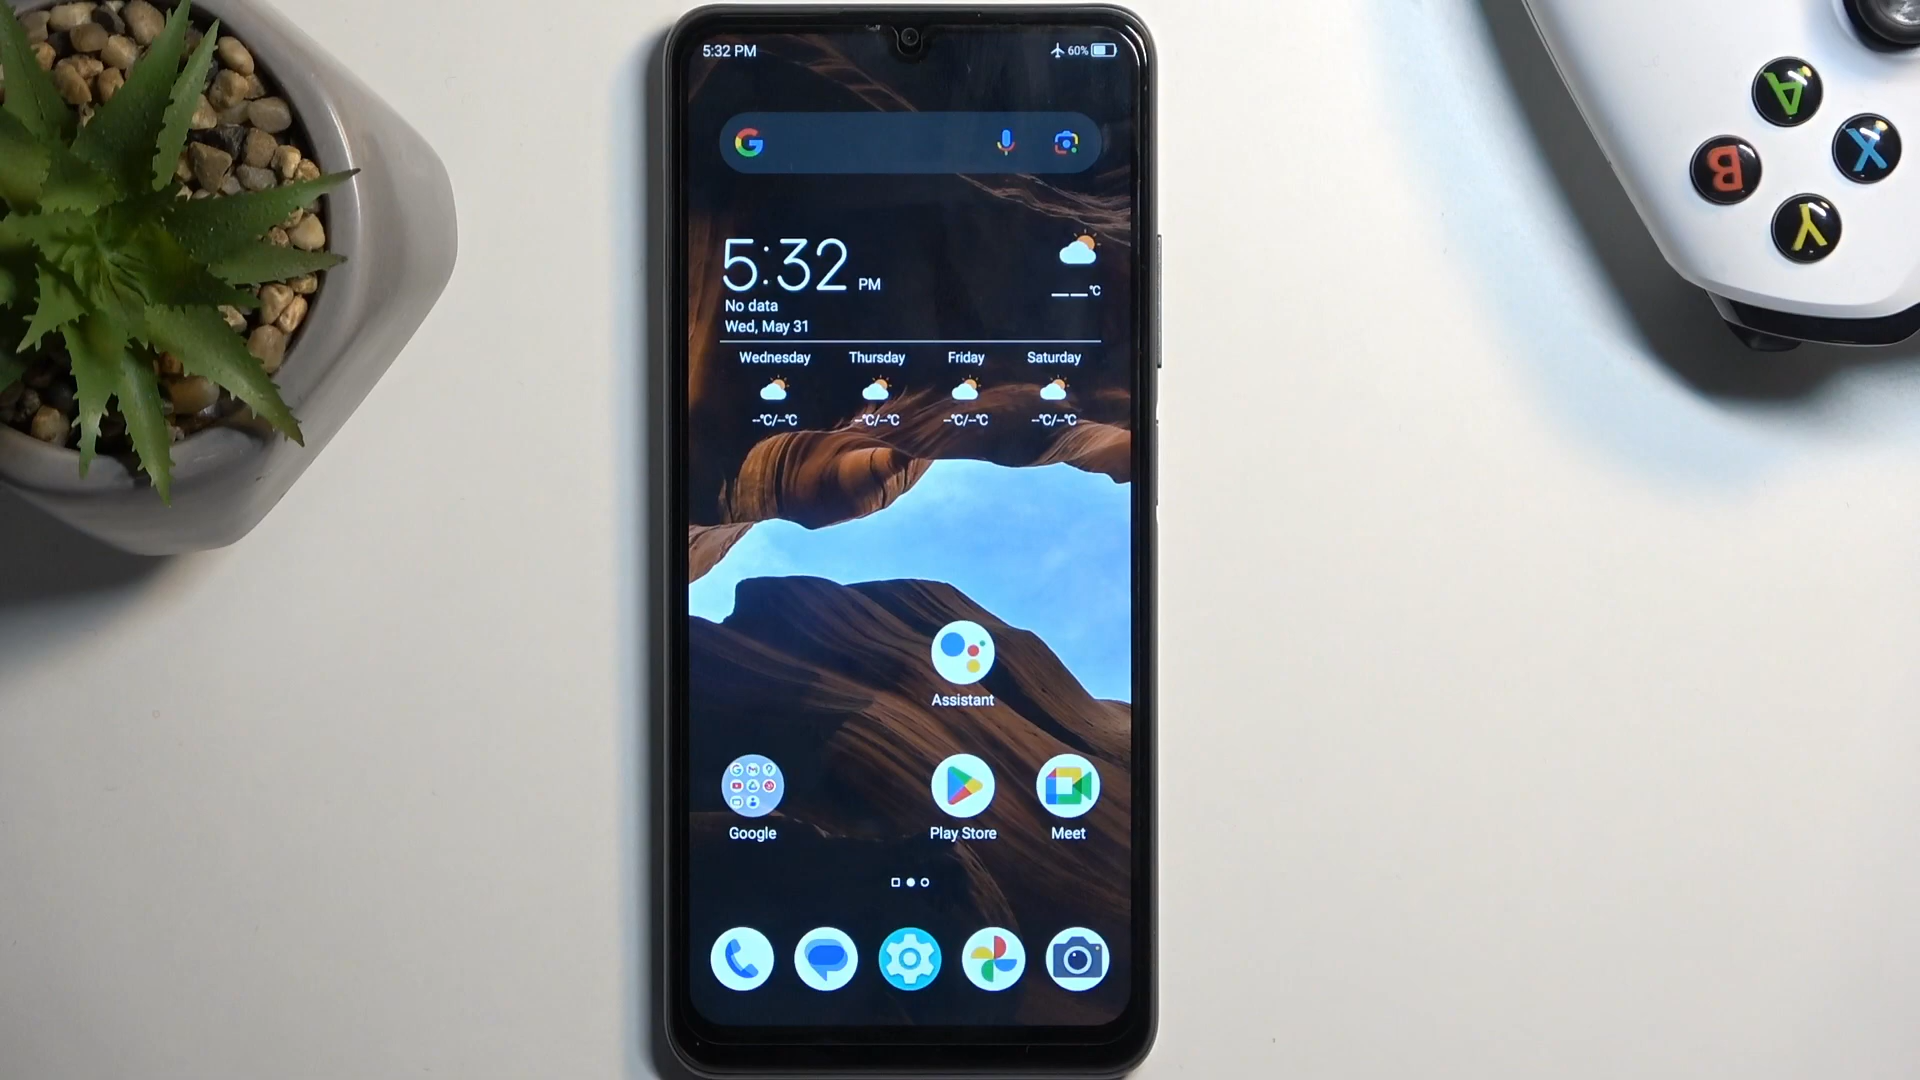 5:32 PM
60%
G
5:32 PM
__°C
No data
Wed, May 31
Wednesday Thursday Friday Saturday
--°C/--°C --°C/--°C --°C/--°C --°C/--°C
Assistant
Google Play Store Meet
A
B
X
Y